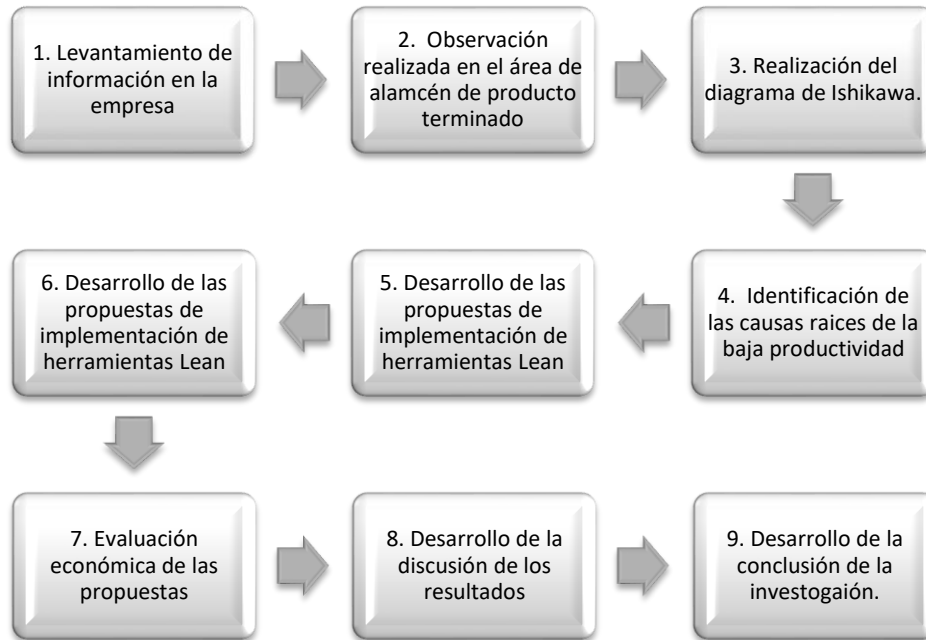 1. Levantamiento de
información en la
empresa
2. Observación
realizada en el área de
alamcén de producto
terminado
3. Realización del
diagrama de Ishikawa.
4. Identificación de
las causas raices de la
baja productividad
5. Desarrollo de las
propuestas de
implementación de
herramientas Lean
6. Desarrollo de las
propuestas de
implementación de
herramientas Lean
7. Evaluación
económica de las
propuestas
8. Desarrollo de la
discusión de los
resultados
9. Desarrollo de la
conclusión de la
investogaión.